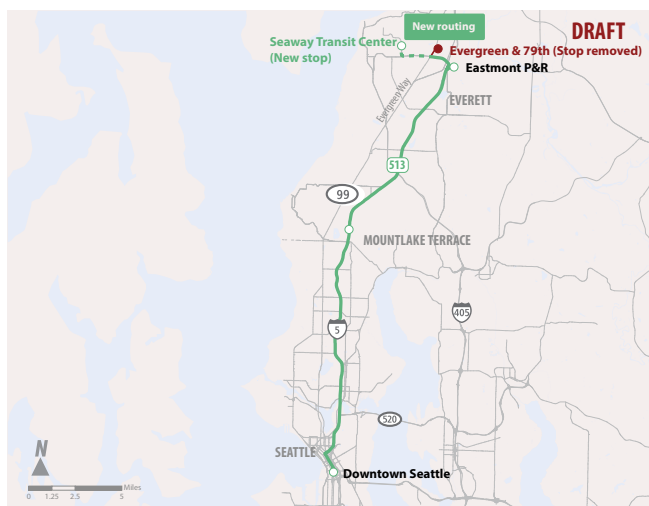 New routing
DRAFT
Seaway Transit Center
(New stop)
Evergreen & 79th (Stop removed)
Eastmont P&R
Evergreen Way
EVERETT
513
99
MOUNTLAKE TERRACE
405
5
520
N
SEATTLE
Downtown Seattle
Miles
0 1.25 2.5 5